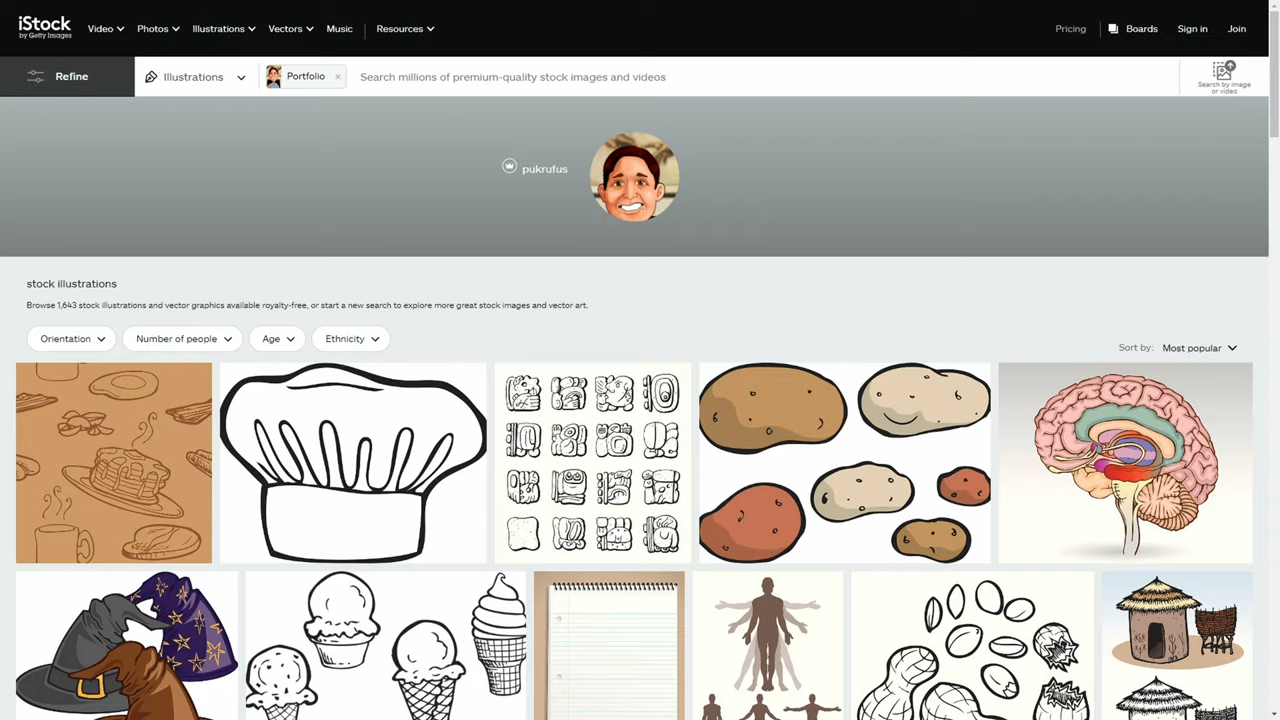 iStock
by Getty Images
Video Photos Illustrations Vectors Music Resources Pricing Boards Sign in Join
Refine Illustrations Portfolio × Search millions of premium-quality stock images and videos Search by image
or video
pukrufus
stock illustrations
Browse 1,643 stock illustrations and vector graphics available royalty-free, or start a new search to explore more great stock images and vector art.
Orientation Number of people Age Ethnicity
Sort by: Most popular